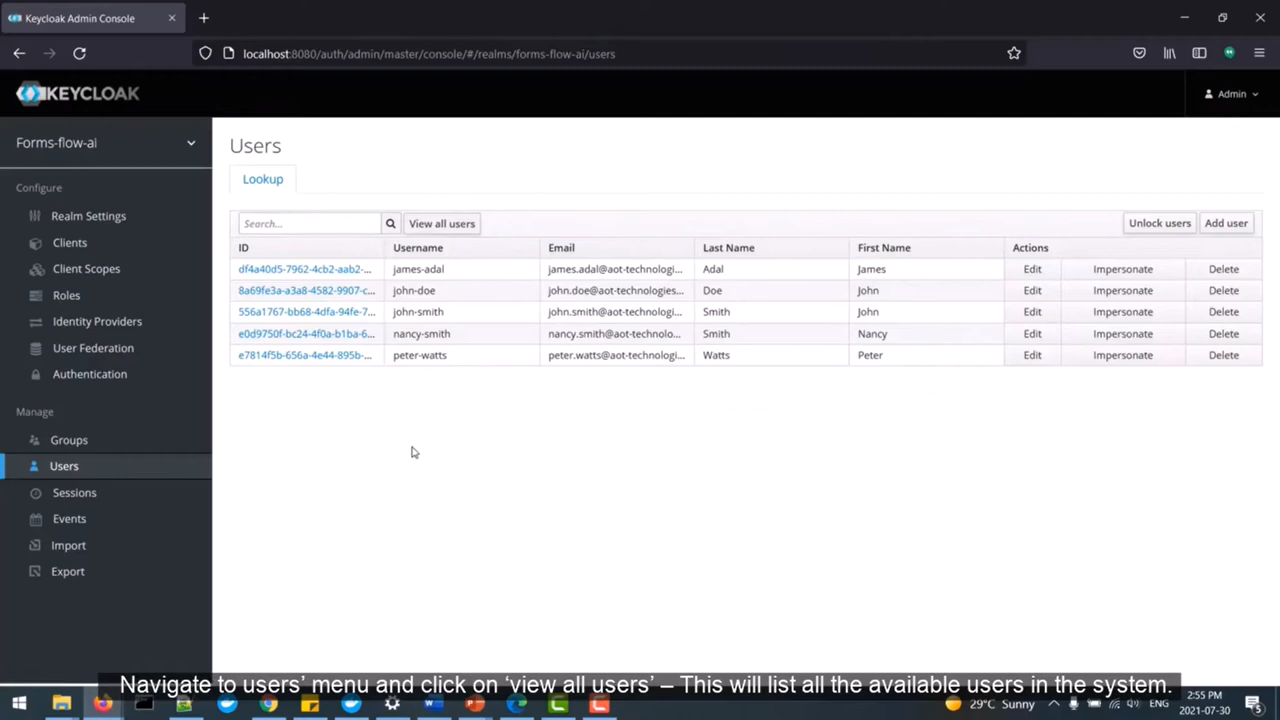 Keycloak Admin Console
localhost:8080/auth/admin/master/console/#/realms/forms-flow-ai/users
KEYCLOAK
Admin
Forms-flow-ai
Configure
Realm Settings
Clients
Client Scopes
Roles
Identity Providers
User Federation
Authentication
Manage
Groups
Users
Sessions
Events
Import
Export
Users
Lookup
Search...
View all users
Unlock users
Add user
ID Username Email Last Name First Name Actions
df4a40d5-7962-4cb2-aab2-... james-adal james.adal@aot-technologi... Adal James Edit Impersonate Delete
8a69fe3a-a3a8-4582-9907-c... john-doe john.doe@aot-technologies... Doe John Edit Impersonate Delete
556a1767-bb68-4dfa-94fe-7... john-smith john.smith@aot-technologi... Smith John Edit Impersonate Delete
e0d9750f-bc24-4f0a-b1ba-6... nancy-smith nancy.smith@aot-technolo... Smith Nancy Edit Impersonate Delete
e7814f5b-656a-4e44-895b-... peter-watts peter.watts@aot-technologi... Watts Peter Edit Impersonate Delete
Navigate to users’ menu and click on ‘view all users’ – This will list all the available users in the system.
29°C Sunny
ENG
2:55 PM
2021-07-30
5